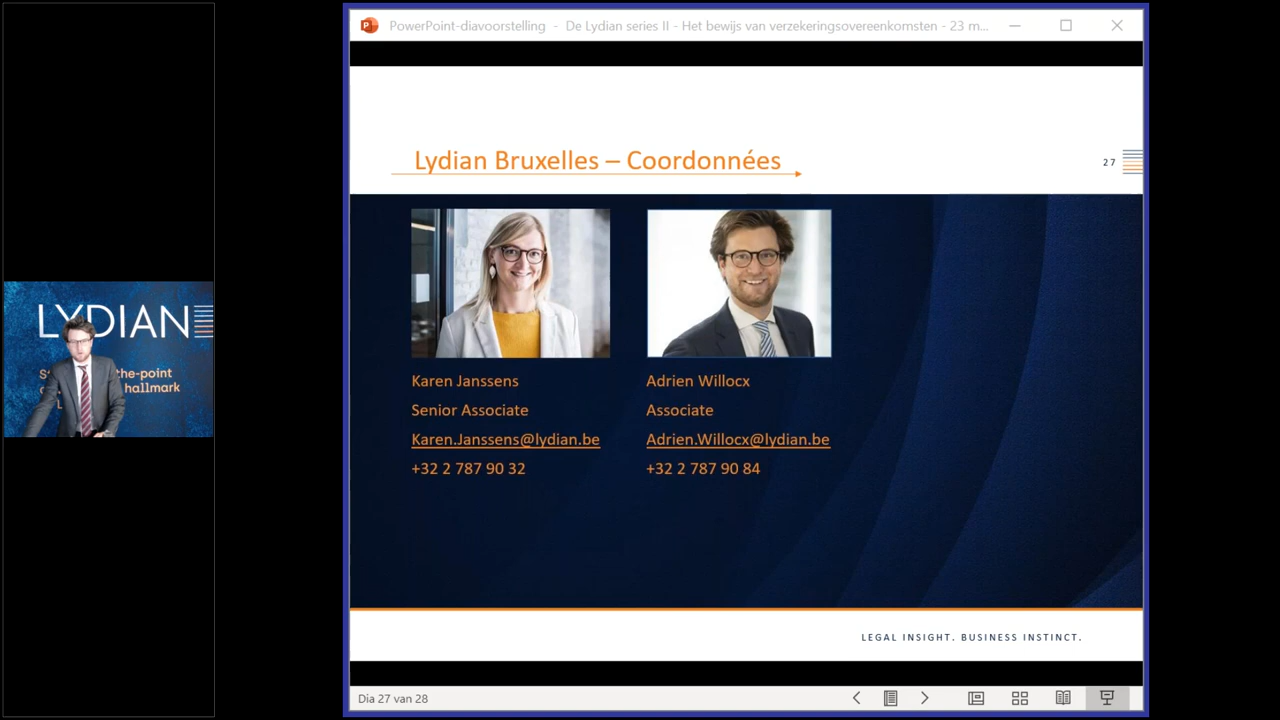 PowerPoint-diavoorstelling - De Lydian series II - Het bewijs van verzekeringsovereenkomsten - 23 m...
Lydian Bruxelles – Coordonnées
27
Karen Janssens
Senior Associate
Karen.Janssens@lydian.be
+32 2 787 90 32
Adrien Willocx
Associate
Adrien.Willocx@lydian.be
+32 2 787 90 84
LEGAL INSIGHT. BUSINESS INSTINCT.
Dia 27 van 28
LYDIAN
the-point
hallmark